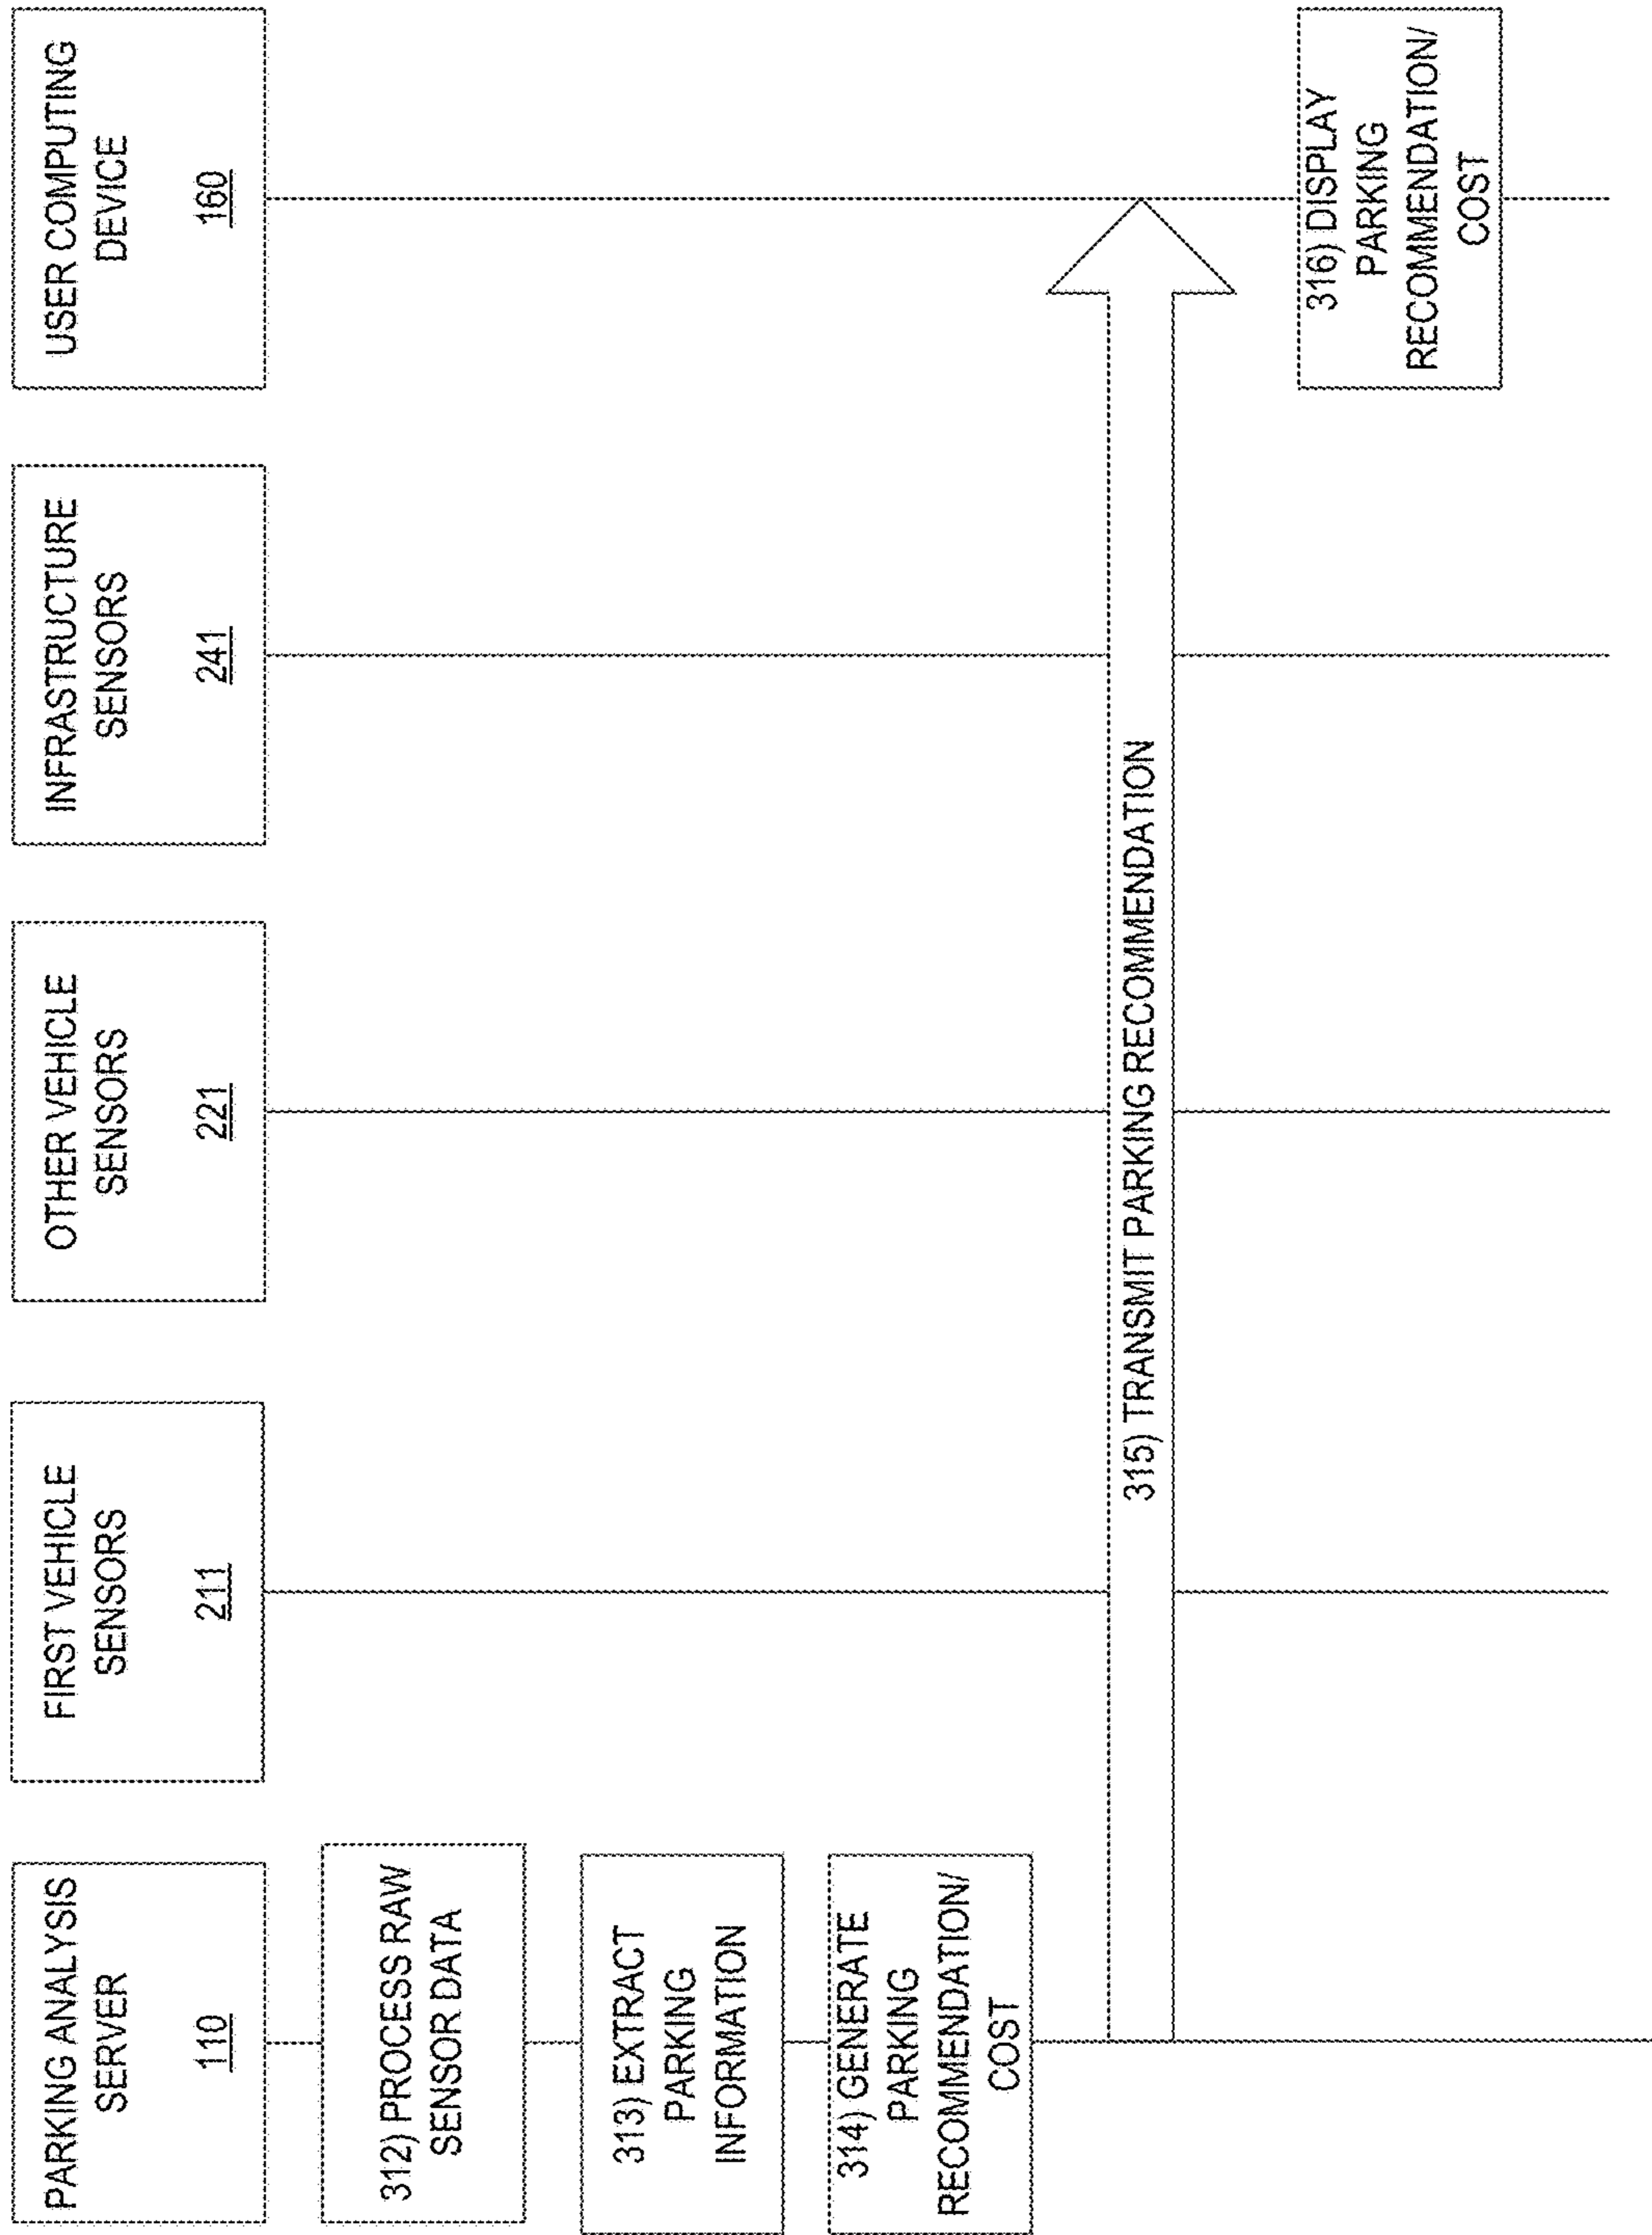 PARKING ANALYSIS
SERVER
110
FIRST VEHICLE
SENSORS
211
OTHER VEHICLE
SENSORS
221
INFRASTRUCTURE
SENSORS
241
USER COMPUTING
DEVICE
160
312) PROCESS RAW
SENSOR DATA
313) EXTRACT
PARKING
INFORMATION
314) GENERATE
PARKING
RECOMMENDATION/
COST
315) TRANSMIT PARKING RECOMMENDATION
316) DISPLAY
PARKING
RECOMMENDATION/
COST